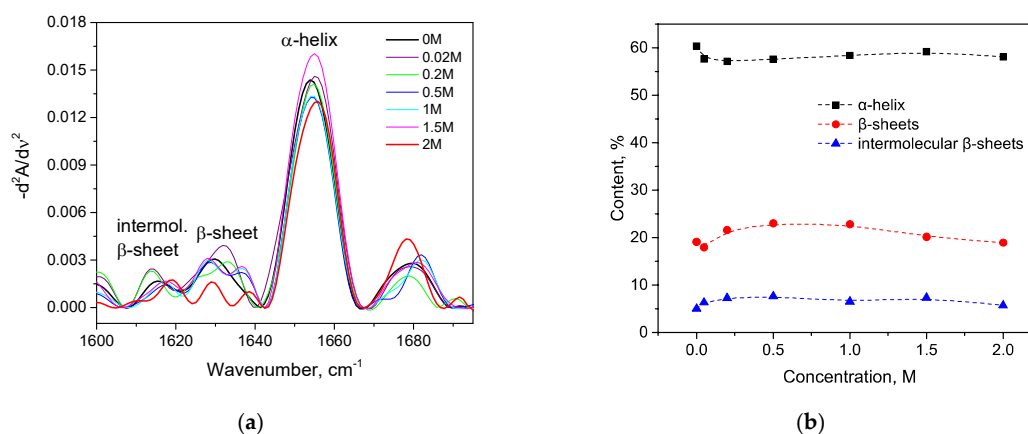 0.018
0.015
0.012
0.009
0.006
0.003
0.000
-d²A/dν²
α-helix
0M
0.02M
0.2M
0.5M
1M
1.5M
2M
intermol.
β-sheet
β-sheet
1600
1620
1640
1660
1680
Wavenumber, cm⁻¹
(a)
60
50
40
30
20
10
0
Content, %
α-helix
β-sheets
intermolecular β-sheets
0.0
0.5
1.0
1.5
2.0
Concentration, M
(b)